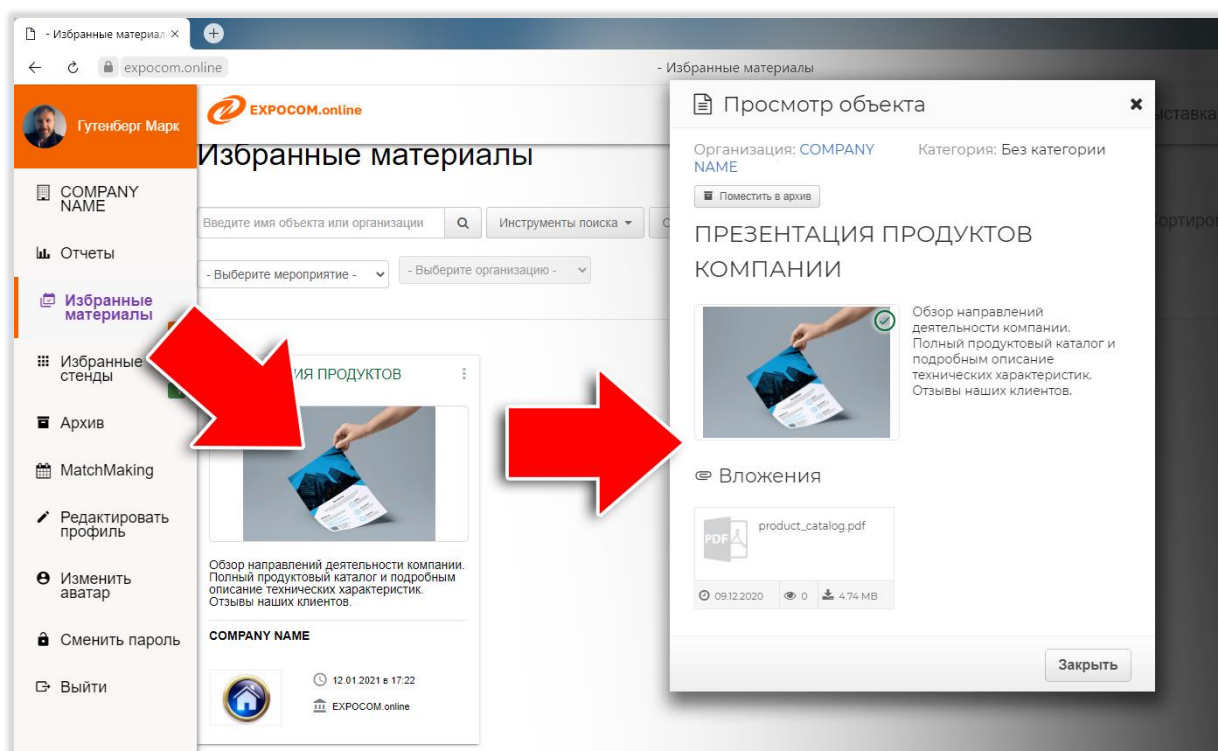 - Избранные материал
expocom.online
- Избранные материалы
Гутенберг Марк
COMPANY
NAME
Отчеты
Избранные
материалы
Избранные
стенды
Архив
MatchMaking
Редактировать
профиль
Изменить
аватар
Сменить пароль
Выйти
EXPOCOM.online
Избранные материалы
Введите имя объекта или организации
Инструменты поиска
- Выберите мероприятие -
- Выберите организацию -
ПРОДУКТОВ
Обзор направлений деятельности компании.
Полный продуктовый каталог и подробным
описание технических характеристик.
Отзывы наших клиентов.
COMPANY NAME
12.01.2021 в 17:22
EXPOCOM.online
Просмотр объекта
Организация: COMPANY
NAME
Категория: Без категории
Поместить в архив
ПРЕЗЕНТАЦИЯ ПРОДУКТОВ
КОМПАНИИ
Обзор направлений
деятельности компании.
Полный продуктовый каталог и
подробным описание
технических характеристик.
Отзывы наших клиентов.
Вложения
PDF
product_catalog.pdf
09.12.2020
0
4.74 MB
Закрыть